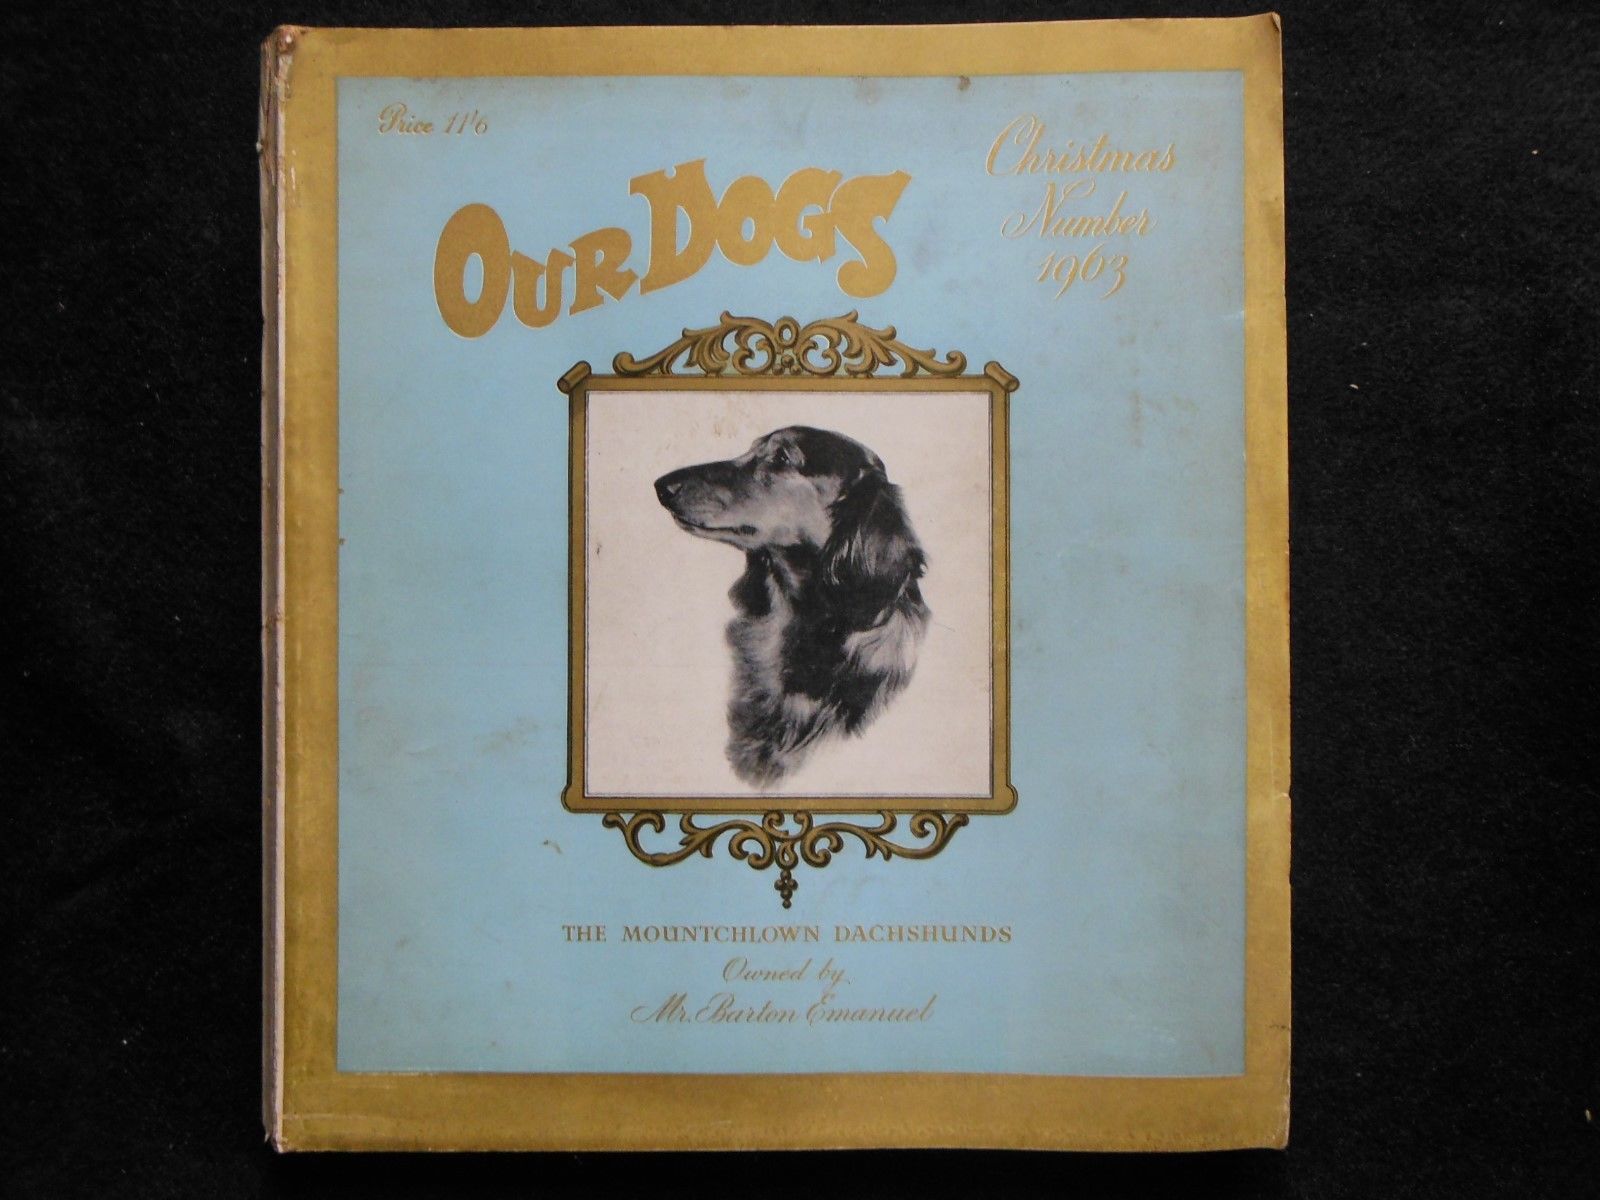 Price 11/6
OUR DOGS
Christmas
Number
1963
THE MOUNTCHLOWN DACHSHUNDS
Owned by
Mr. Barton Emanuel